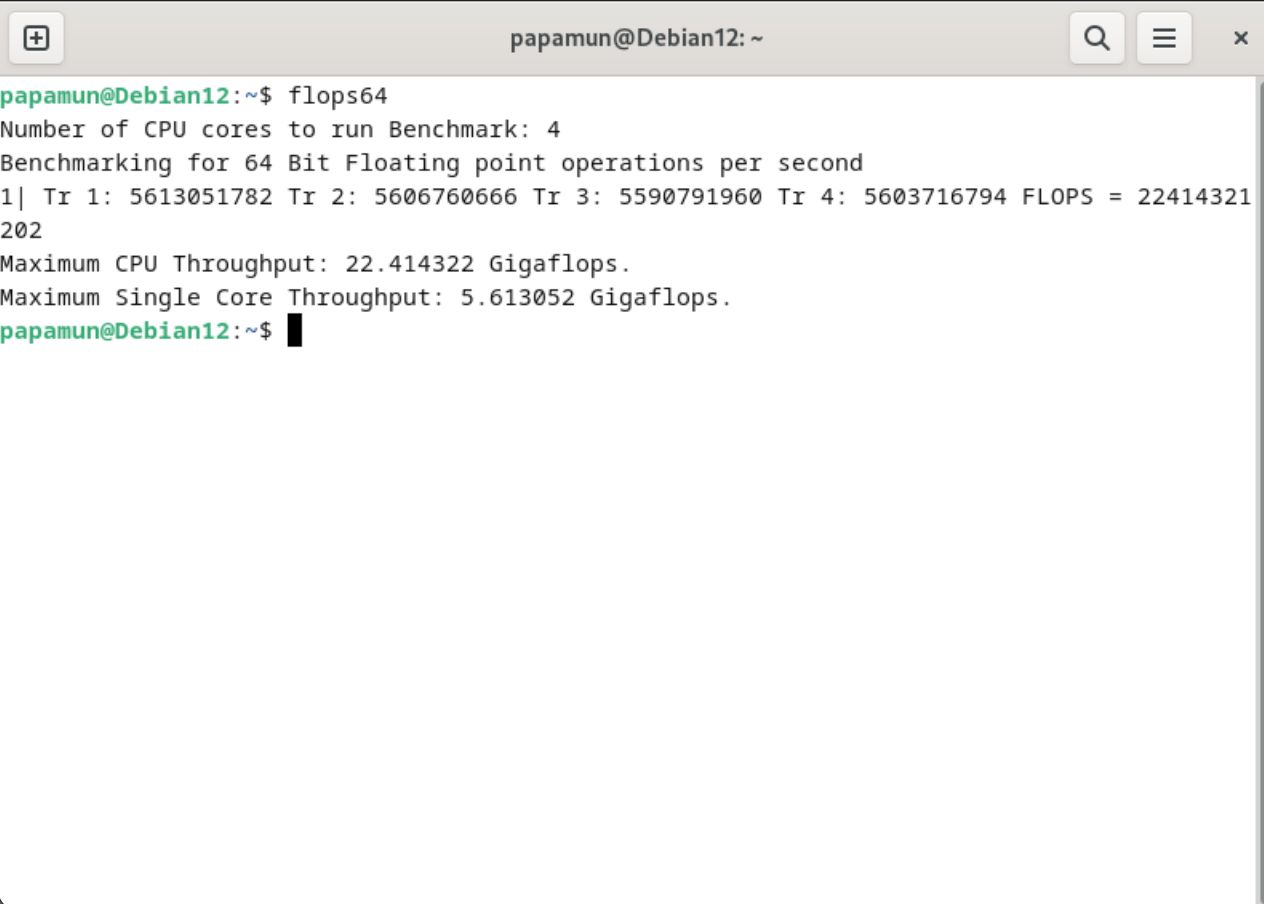 papamun@Debian12: ~
papamun@Debian12:~$ flops64
Number of CPU cores to run Benchmark: 4
Benchmarking for 64 Bit Floating point operations per second
1| Tr 1: 5613051782 Tr 2: 5606760666 Tr 3: 5590791960 Tr 4: 5603716794 FLOPS = 22414321
202
Maximum CPU Throughput: 22.414322 Gigaflops.
Maximum Single Core Throughput: 5.613052 Gigaflops.
papamun@Debian12:~$